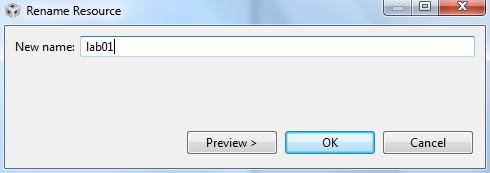 Rename Resource
New name: lab01
Preview > OK Cancel